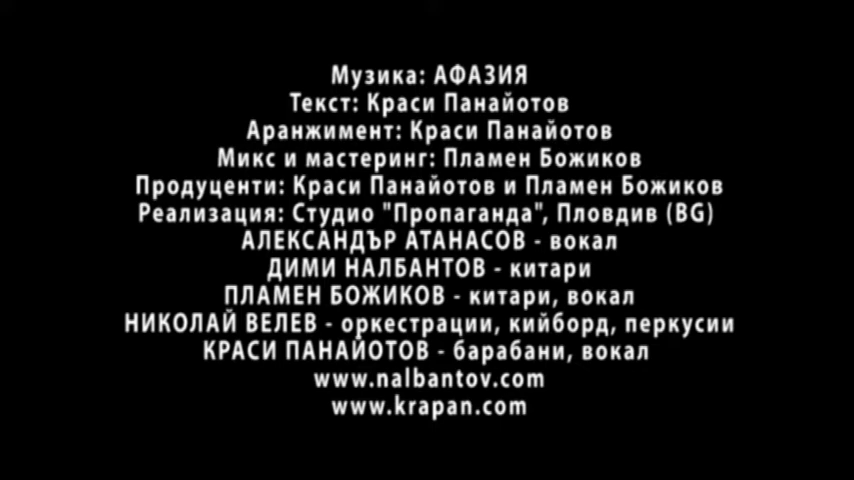 Музика: АФАЗИЯ
Текст: Краси Панайотов
Аранжимент: Краси Панайотов
Микс и мастеринг: Пламен Божиков
Продуценти: Краси Панайотов и Пламен Божиков
Реализация: Студио "Пропаганда", Пловдив (BG)
АЛЕКСАНДЪР АТАНАСОВ - вокал
ДИМИ НАЛБАНТОВ - китари
ПЛАМЕН БОЖИКОВ - китари, вокал
НИКОЛАЙ ВЕЛЕВ - оркестрации, кийборд, перкусии
КРАСИ ПАНАЙОТОВ - барабани, вокал
www.nalbantov.com
www.krapan.com